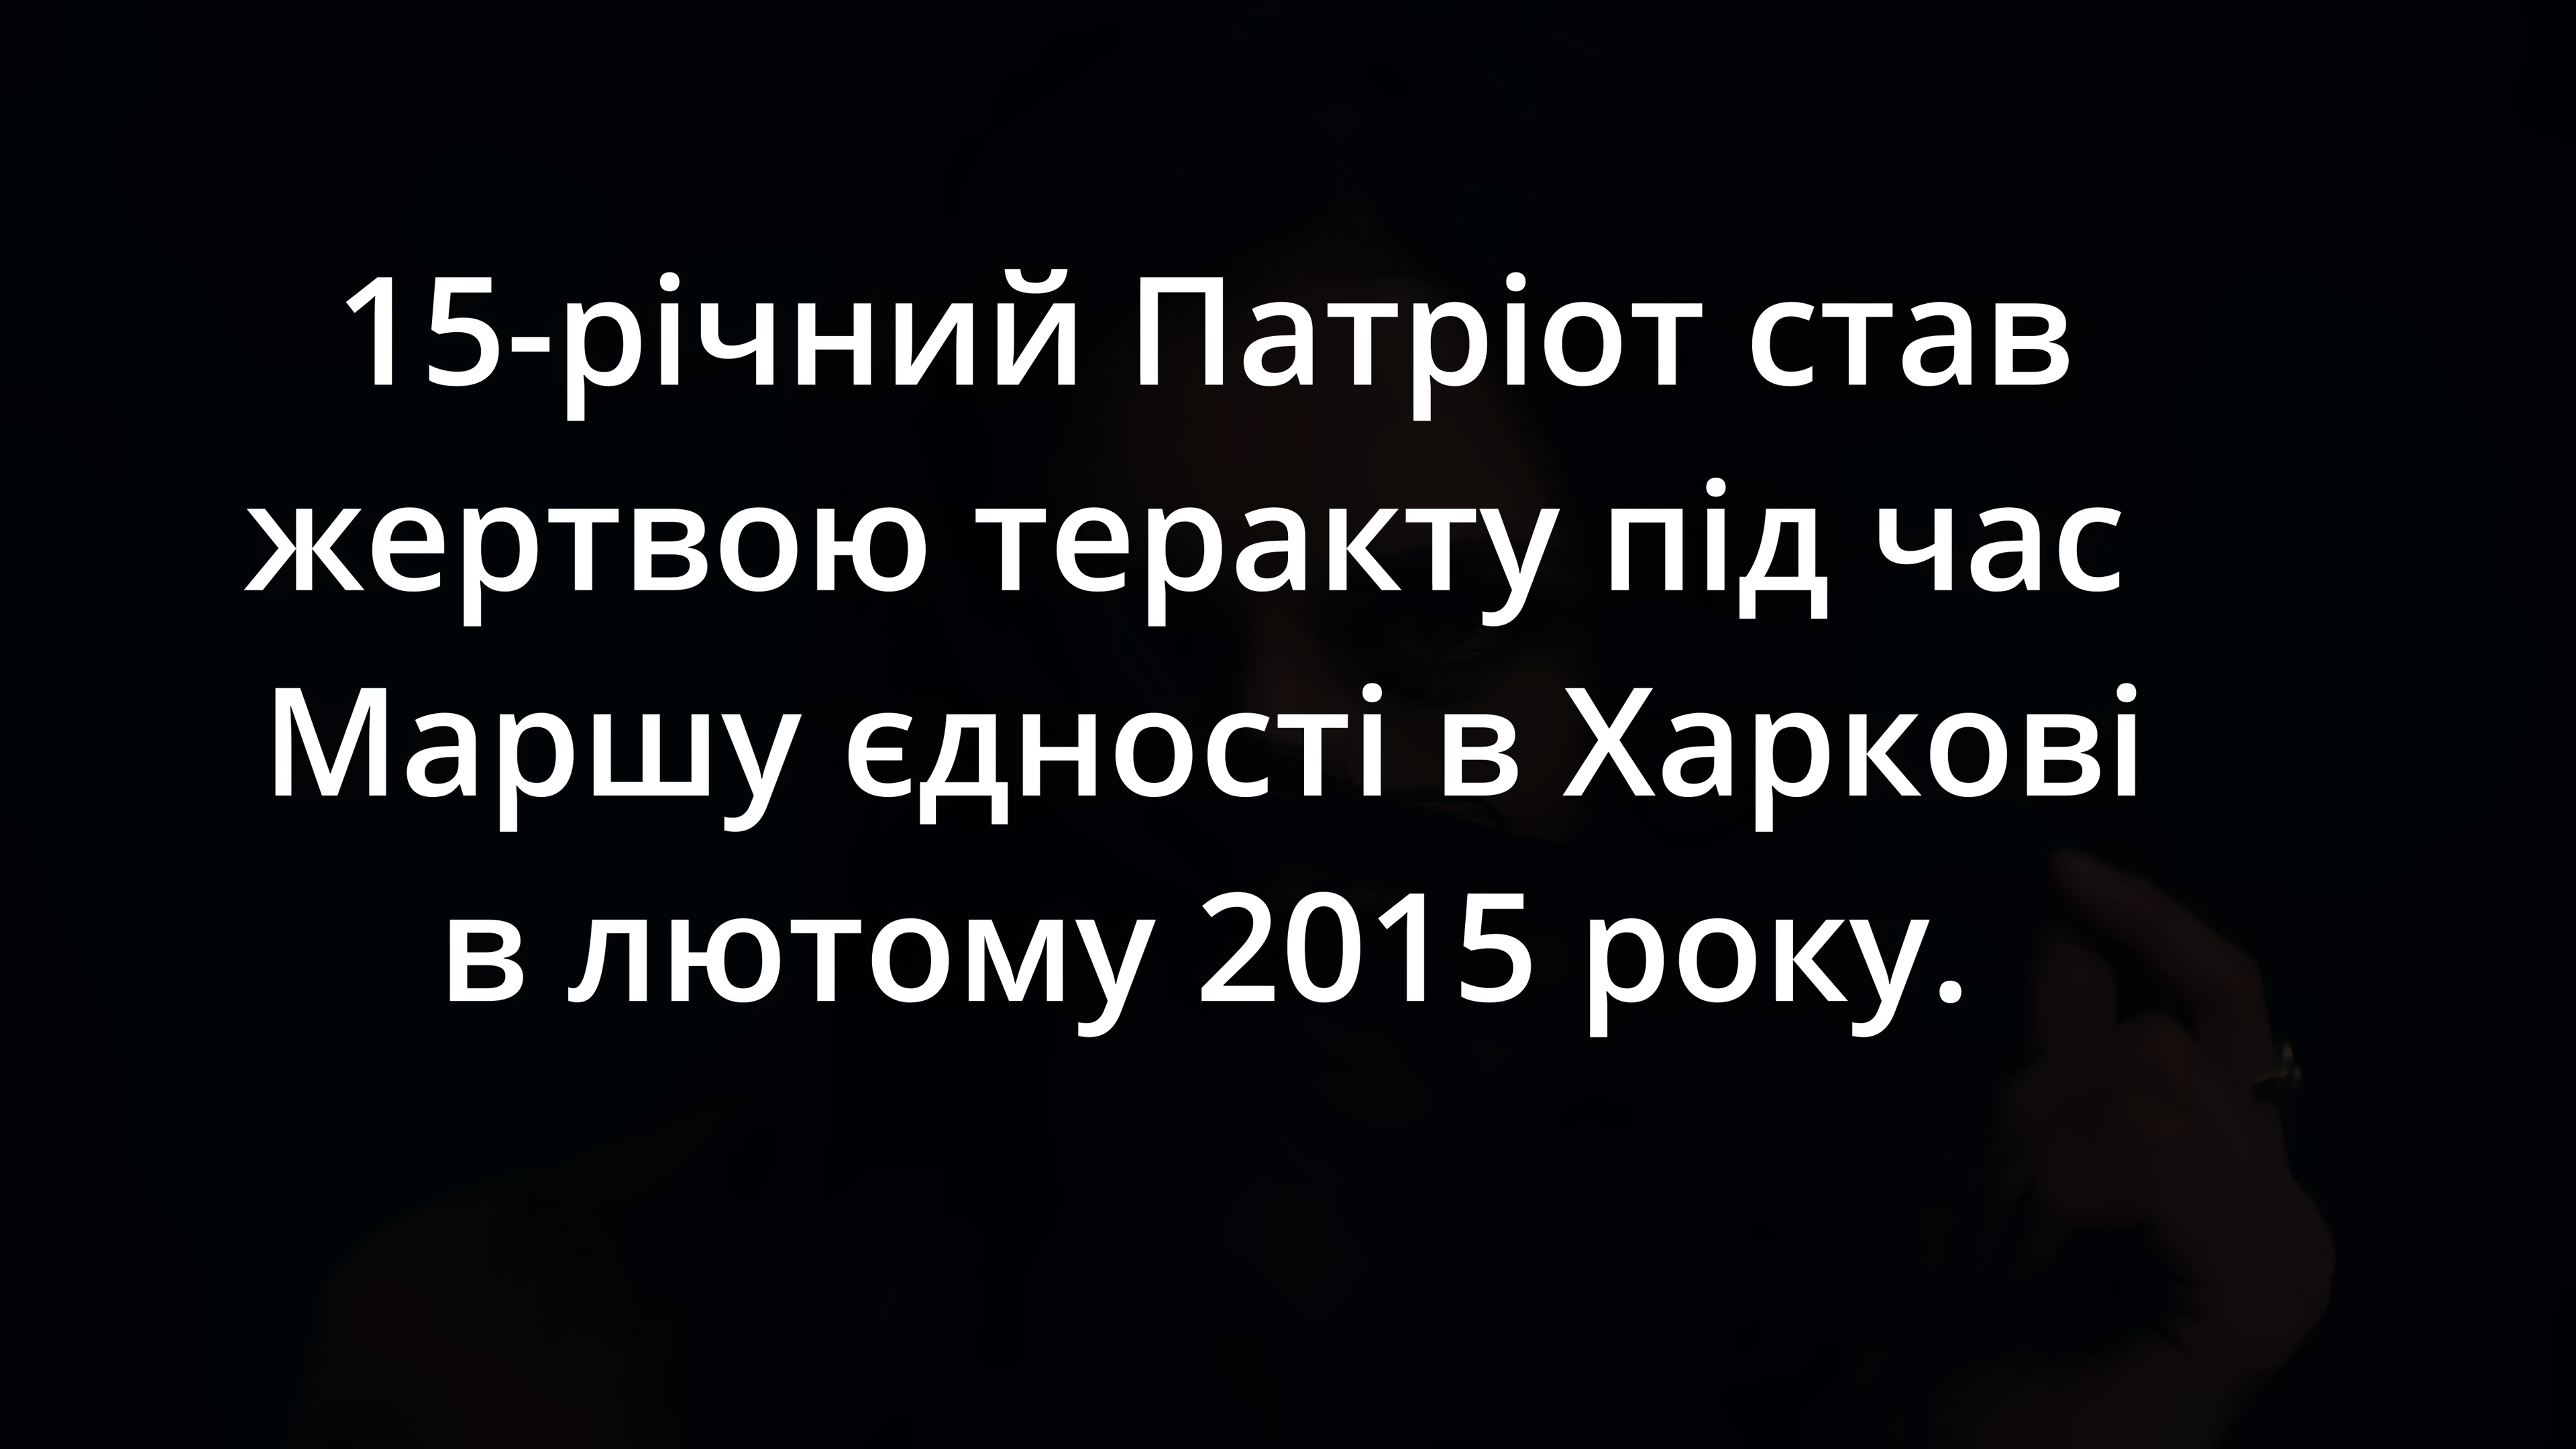 15-річний Патріот став
жертвою теракту під час
Маршу єдності в Харкові
в лютому 2015 року.